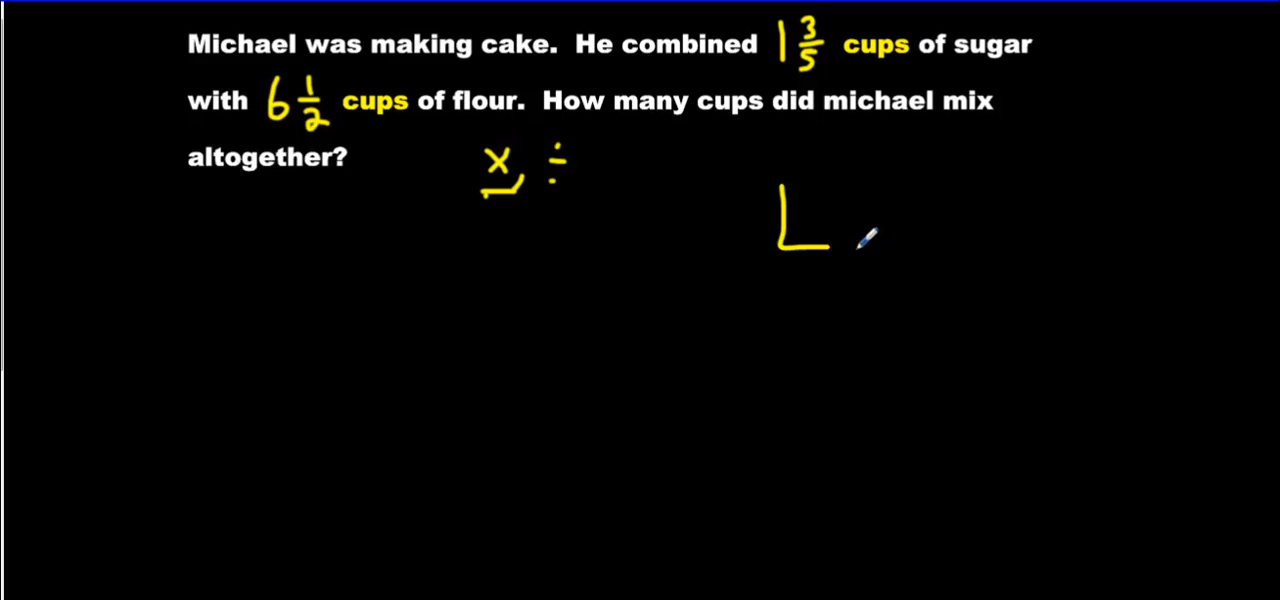 Michael was making cake. He combined 1 3/5 cups of sugar
with 6 1/2 cups of flour. How many cups did michael mix
altogether? x, ÷
L